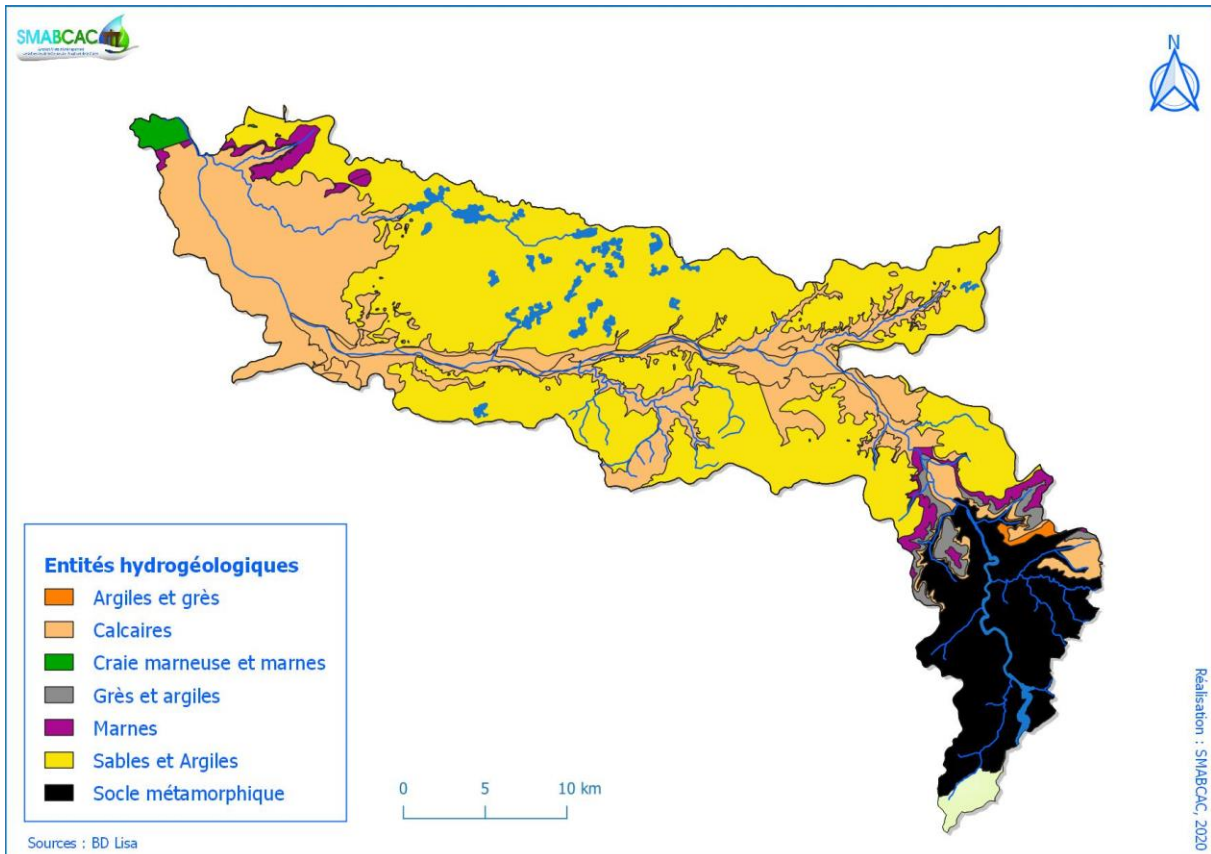 SMABCAC
N
Entités hydrogéologiques
Argiles et grès
Calcaires
Craie marneuse et marnes
Grès et argiles
Marnes
Sables et Argiles
Socle métamorphique
0 5 10 km
Sources : BD Lisa
Réalisation : SMABCAC, 2020